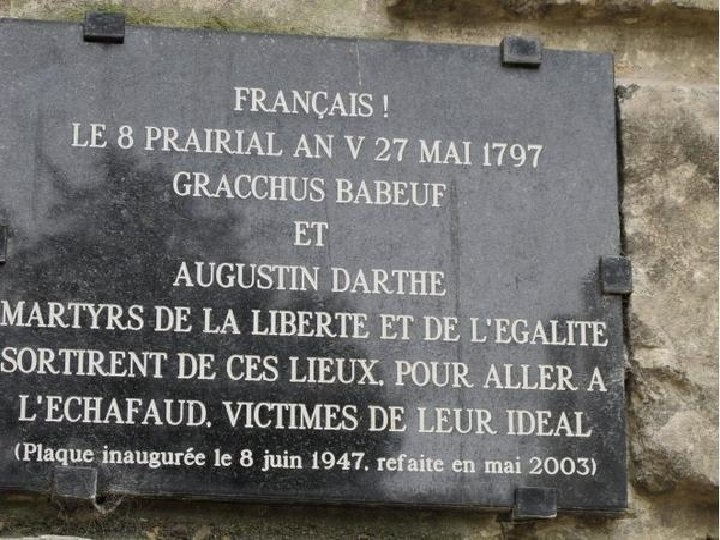 FRANÇAIS !
LE 8 PRAIRIAL AN V 27 MAI 1797
GRACCHUS BABEUF
ET
AUGUSTIN DARTHE
MARTYRS DE LA LIBERTE ET DE L'EGALITE
SORTIRENT DE CES LIEUX. POUR ALLER A
L'ECHAFAUD. VICTIMES DE LEUR IDEAL
(Plaque inaugurée le 8 juin 1947. refaite en mai 2003)